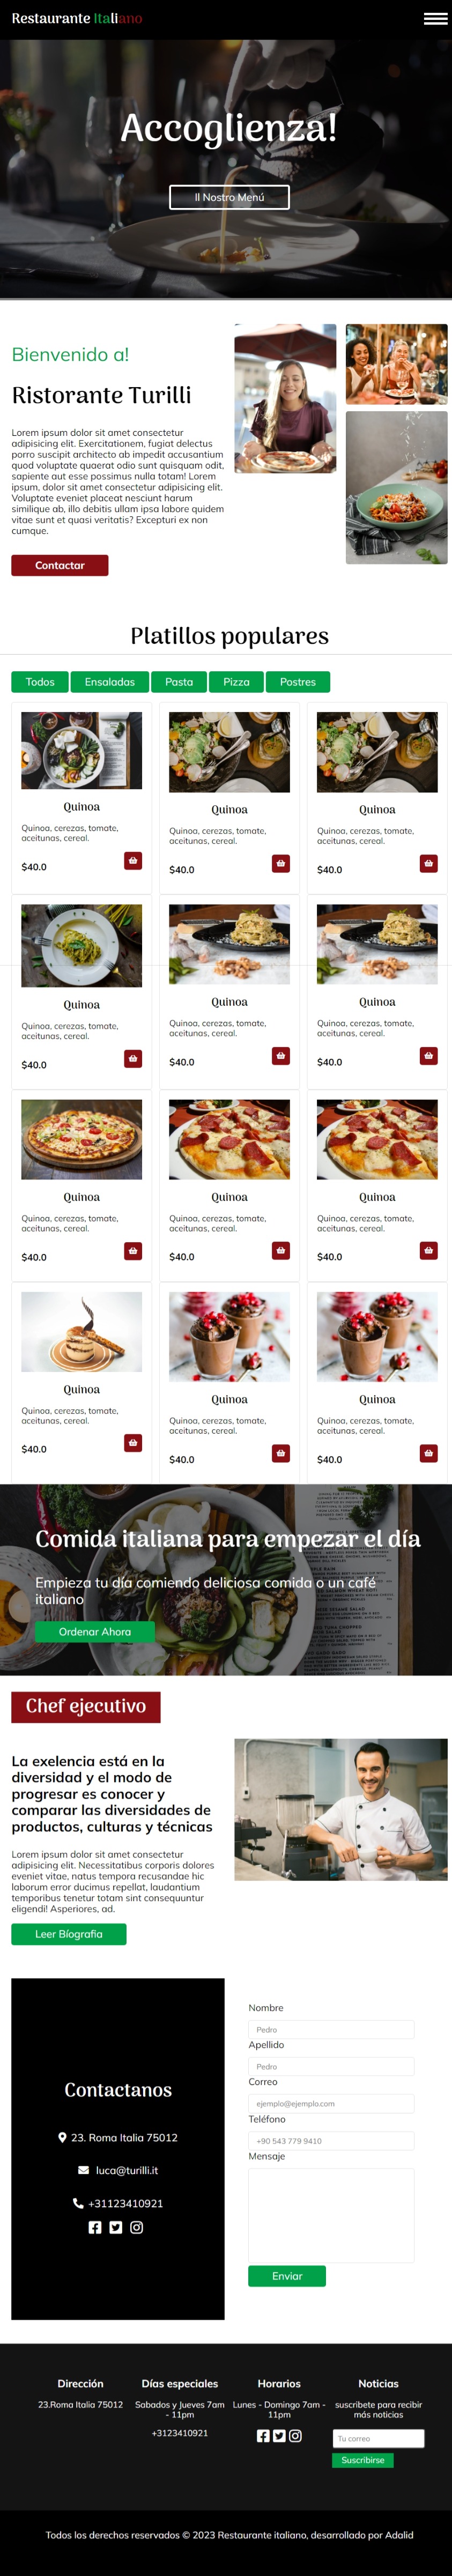 Restaurante Italiano
Accoglienza!
Il Nostro Menú
Bienvenido a!
Ristorante Turilli
Lorem ipsum dolor sit amet consectetur
adipisicing elit. Exercitationem, fugiat delectus
porro suscipit architecto ab impedit accusantium
quod voluptate quaerat odio sunt quisquam odit,
sapiente aut esse possimus nulla totam! Lorem
ipsum, dolor sit amet consectetur adipisicing elit.
Voluptate eveniet placeat nesciunt harum
similique ab, illo debitis ullam ipsa labore quidem
vitae sunt et quasi veritatis? Excepturi ex non
cumque.
Contactar
Platillos populares
Todos Ensaladas Pasta Pizza Postres
Quinoa
Quinoa, cerezas, tomate,
aceitunas, cereal.
$40.0
Quinoa
Quinoa, cerezas, tomate,
aceitunas, cereal.
$40.0
Quinoa
Quinoa, cerezas, tomate,
aceitunas, cereal.
$40.0
Quinoa
Quinoa, cerezas, tomate,
aceitunas, cereal.
$40.0
Quinoa
Quinoa, cerezas, tomate,
aceitunas, cereal.
$40.0
Quinoa
Quinoa, cerezas, tomate,
aceitunas, cereal.
$40.0
Quinoa
Quinoa, cerezas, tomate,
aceitunas, cereal.
$40.0
Quinoa
Quinoa, cerezas, tomate,
aceitunas, cereal.
$40.0
Quinoa
Quinoa, cerezas, tomate,
aceitunas, cereal.
$40.0
Quinoa
Quinoa, cerezas, tomate,
aceitunas, cereal.
$40.0
Quinoa
Quinoa, cerezas, tomate,
aceitunas, cereal.
$40.0
Quinoa
Quinoa, cerezas, tomate,
aceitunas, cereal.
$40.0
Comida italiana para empezar el día
Empieza tu día comiendo deliciosa comida o un café
italiano
Ordenar Ahora
Chef ejecutivo
La exelencia está en la
diversidad y el modo de
progresar es conocer y
comparar las diversidades de
productos, culturas y técnicas
Lorem ipsum dolor sit amet consectetur
adipisicing elit. Necessitatibus corporis dolores
eveniet vitae, natus tempora recusandae hic
laborum error ducimus repellat, laudantium
temporibus tenetur totam sint consequuntur
eligendi! Asperiores, ad.
Leer Biografia
Contactanos
23. Roma Italia 75012
luca@turilli.it
+31123410921
Nombre
Pedro
Apellido
Pedro
Correo
ejemplo@ejemplo.com
Teléfono
+90 543 779 9410
Mensaje
Enviar
Dirección
23.Roma Italia 75012
Días especiales
Sabados y Jueves 7am
- 11pm
+3123410921
Horarios
Lunes - Domingo 7am -
11pm
Noticias
suscribete para recibir
más noticias
Tu correo
Suscribirse
Todos los derechos reservados © 2023 Restaurante italiano, desarrollado por Adalid